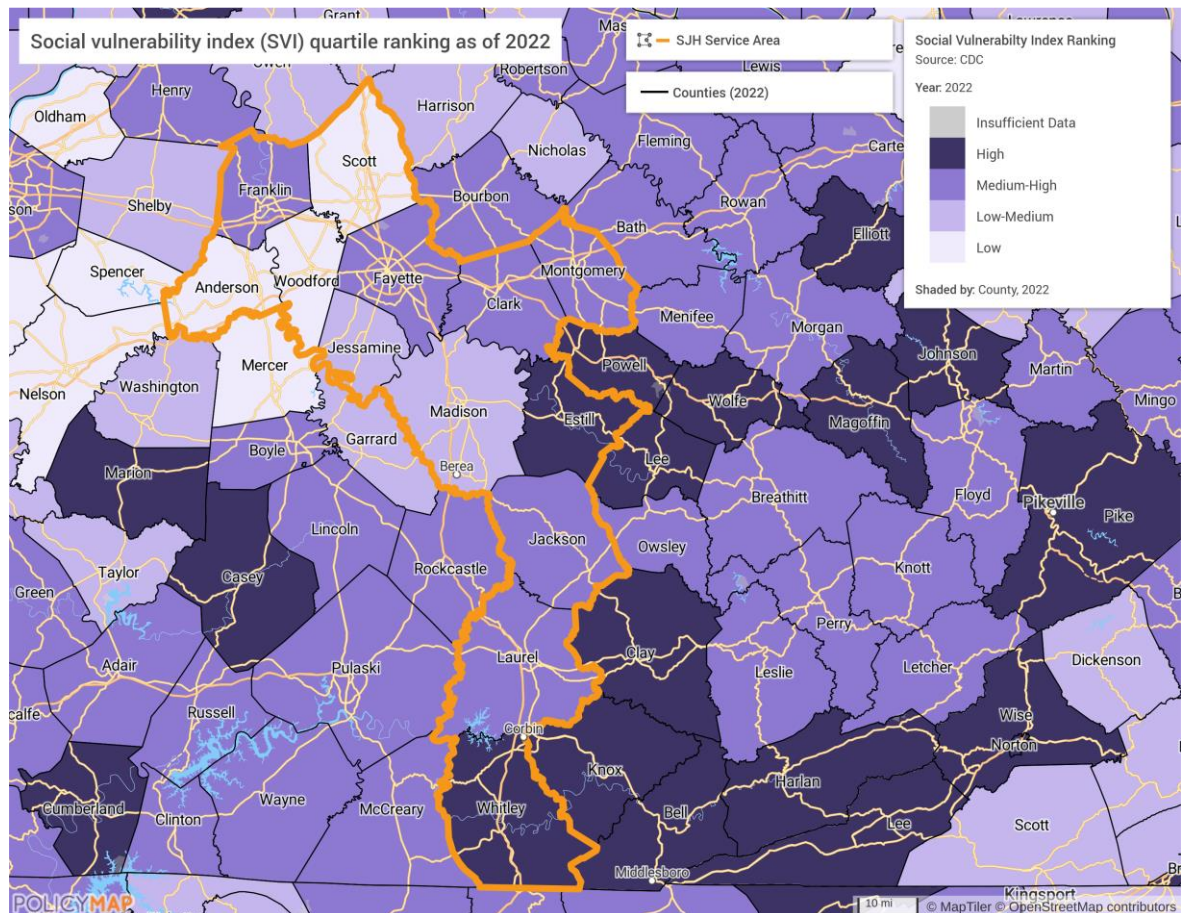 Social vulnerability index (SVI) quartile ranking as of 2022
SJH Service Area
Counties (2022)
Social Vulnerabilty Index Ranking
Source: CDC
Year: 2022
Insufficient Data
High
Medium-High
Low-Medium
Low
Shaded by: County, 2022
Grant
Lewis
Robertson
Henry
Harrison
Oldham
Fleming
Carte
Nicholas
Scott
Franklin
Bourbon
Shelby
Rowan
Bath
Elliott
Spencer
Anderson
Woodford
Fayette
Montgomery
Clark
Menifee
Morgan
Jessamine
Johnson
Mercer
Powell
Martin
Nelson
Washington
Wolfe
Mingo
Madison
Estill
Magoffin
Garrard
Boyle
Lee
Marion
Berea
Breathitt
Floyd
Pikeville
Pike
Lincoln
Jackson
Owsley
Taylor
Casey
Rockcastle
Knott
Green
Perry
Clay
Laurel
Leslie
Letcher
Dickenson
Adair
Pulaski
Russell
Wise
Corbin
Norton
Knox
Harlan
Cumberland
Wayne
McCreary
Whitley
Bell
Clinton
Lee
Scott
Middlesboro
Kingsport
POLICYMAP
10 mi
© MapTiler © OpenStreetMap contributors